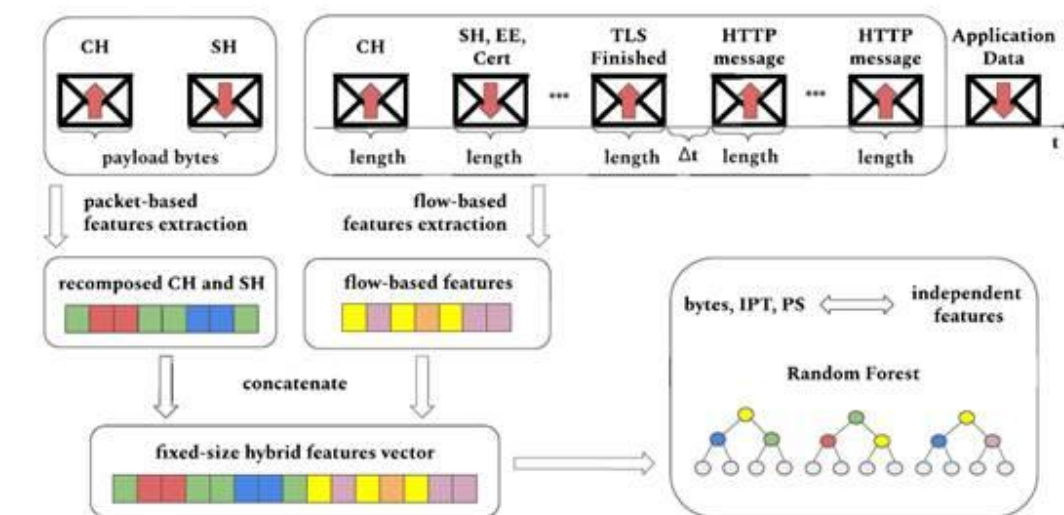 CH
SH
payload bytes
CH
SH, EE,
Cert
***
TLS
Finished
HTTP
message
***
HTTP
message
Application
Data
length
length
length
Δt
length
length
t
packet-based
features extraction
flow-based
features extraction
recomposed CH and SH
flow-based features
concatenate
fixed-size hybrid features vector
bytes, IPT, PS
independent
features
Random Forest